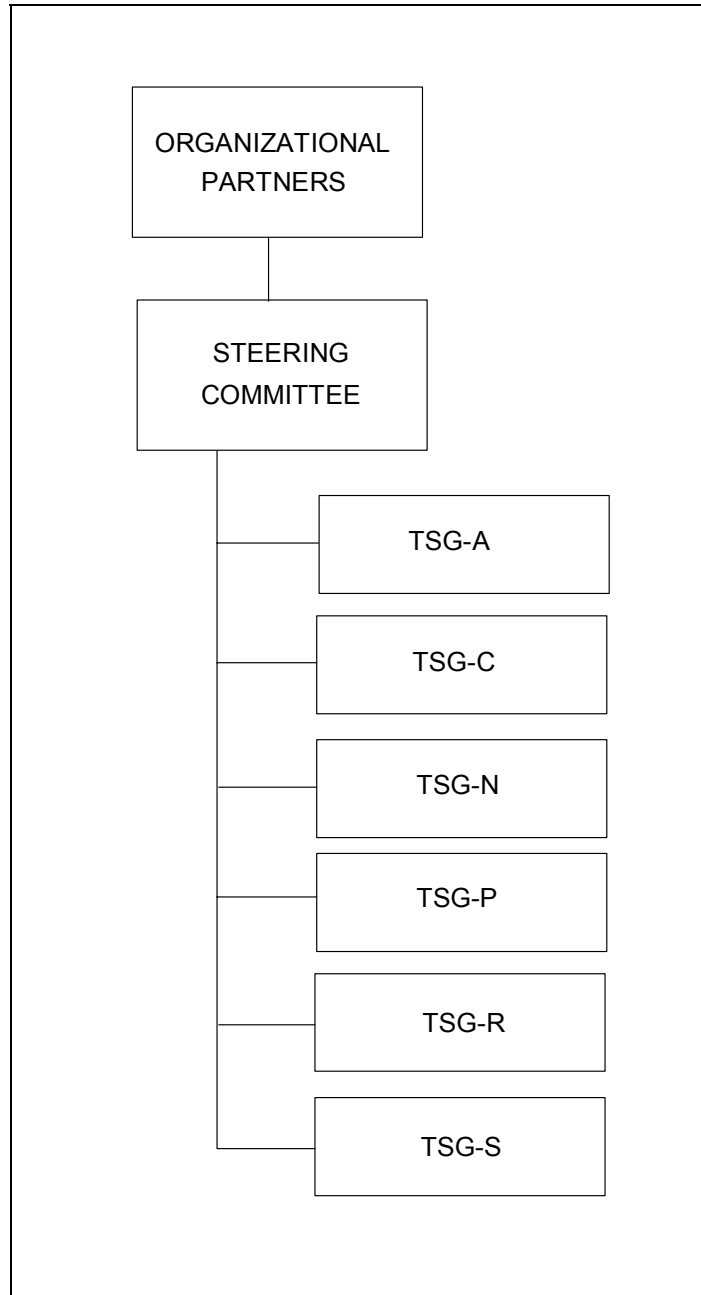 ORGANIZATIONAL
PARTNERS
STEERING
COMMITTEE
TSG-A
TSG-C
TSG-N
TSG-P
TSG-R
TSG-S